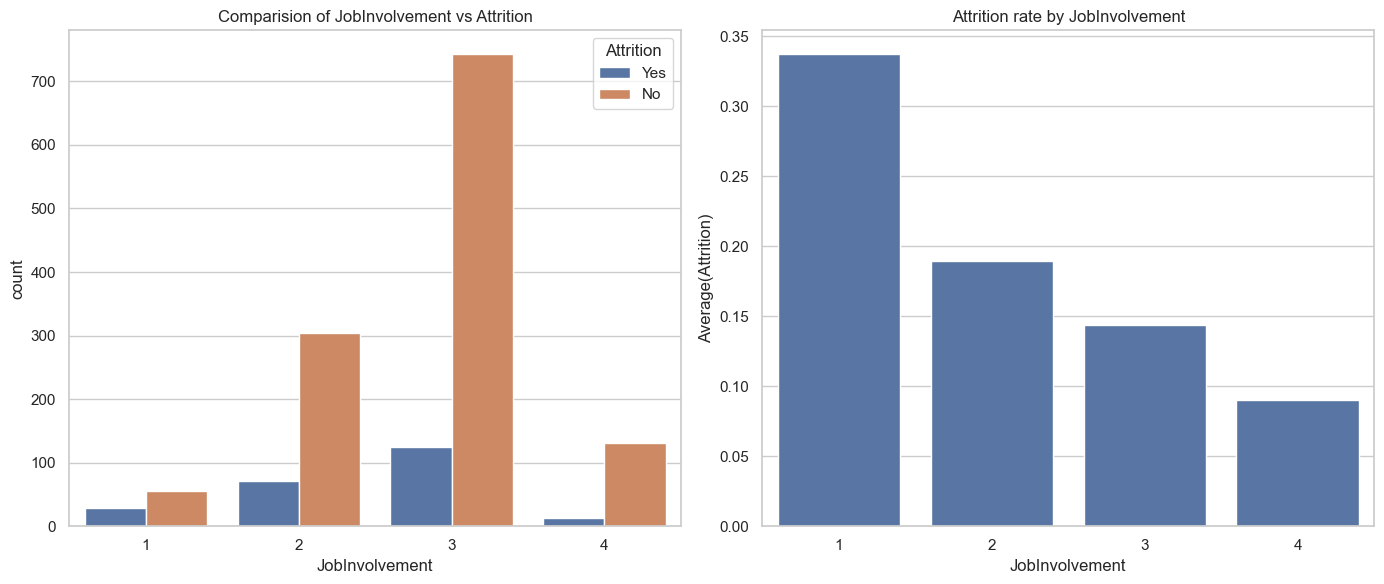 Comparision of JobInvolvement vs Attrition
Attrition
Yes
No
700
600
500
400
300
200
100
0
count
1 2 3 4
JobInvolvement
Attrition rate by JobInvolvement
0.35
0.30
0.25
0.20
0.15
0.10
0.05
0.00
Average(Attrition)
1 2 3 4
JobInvolvement